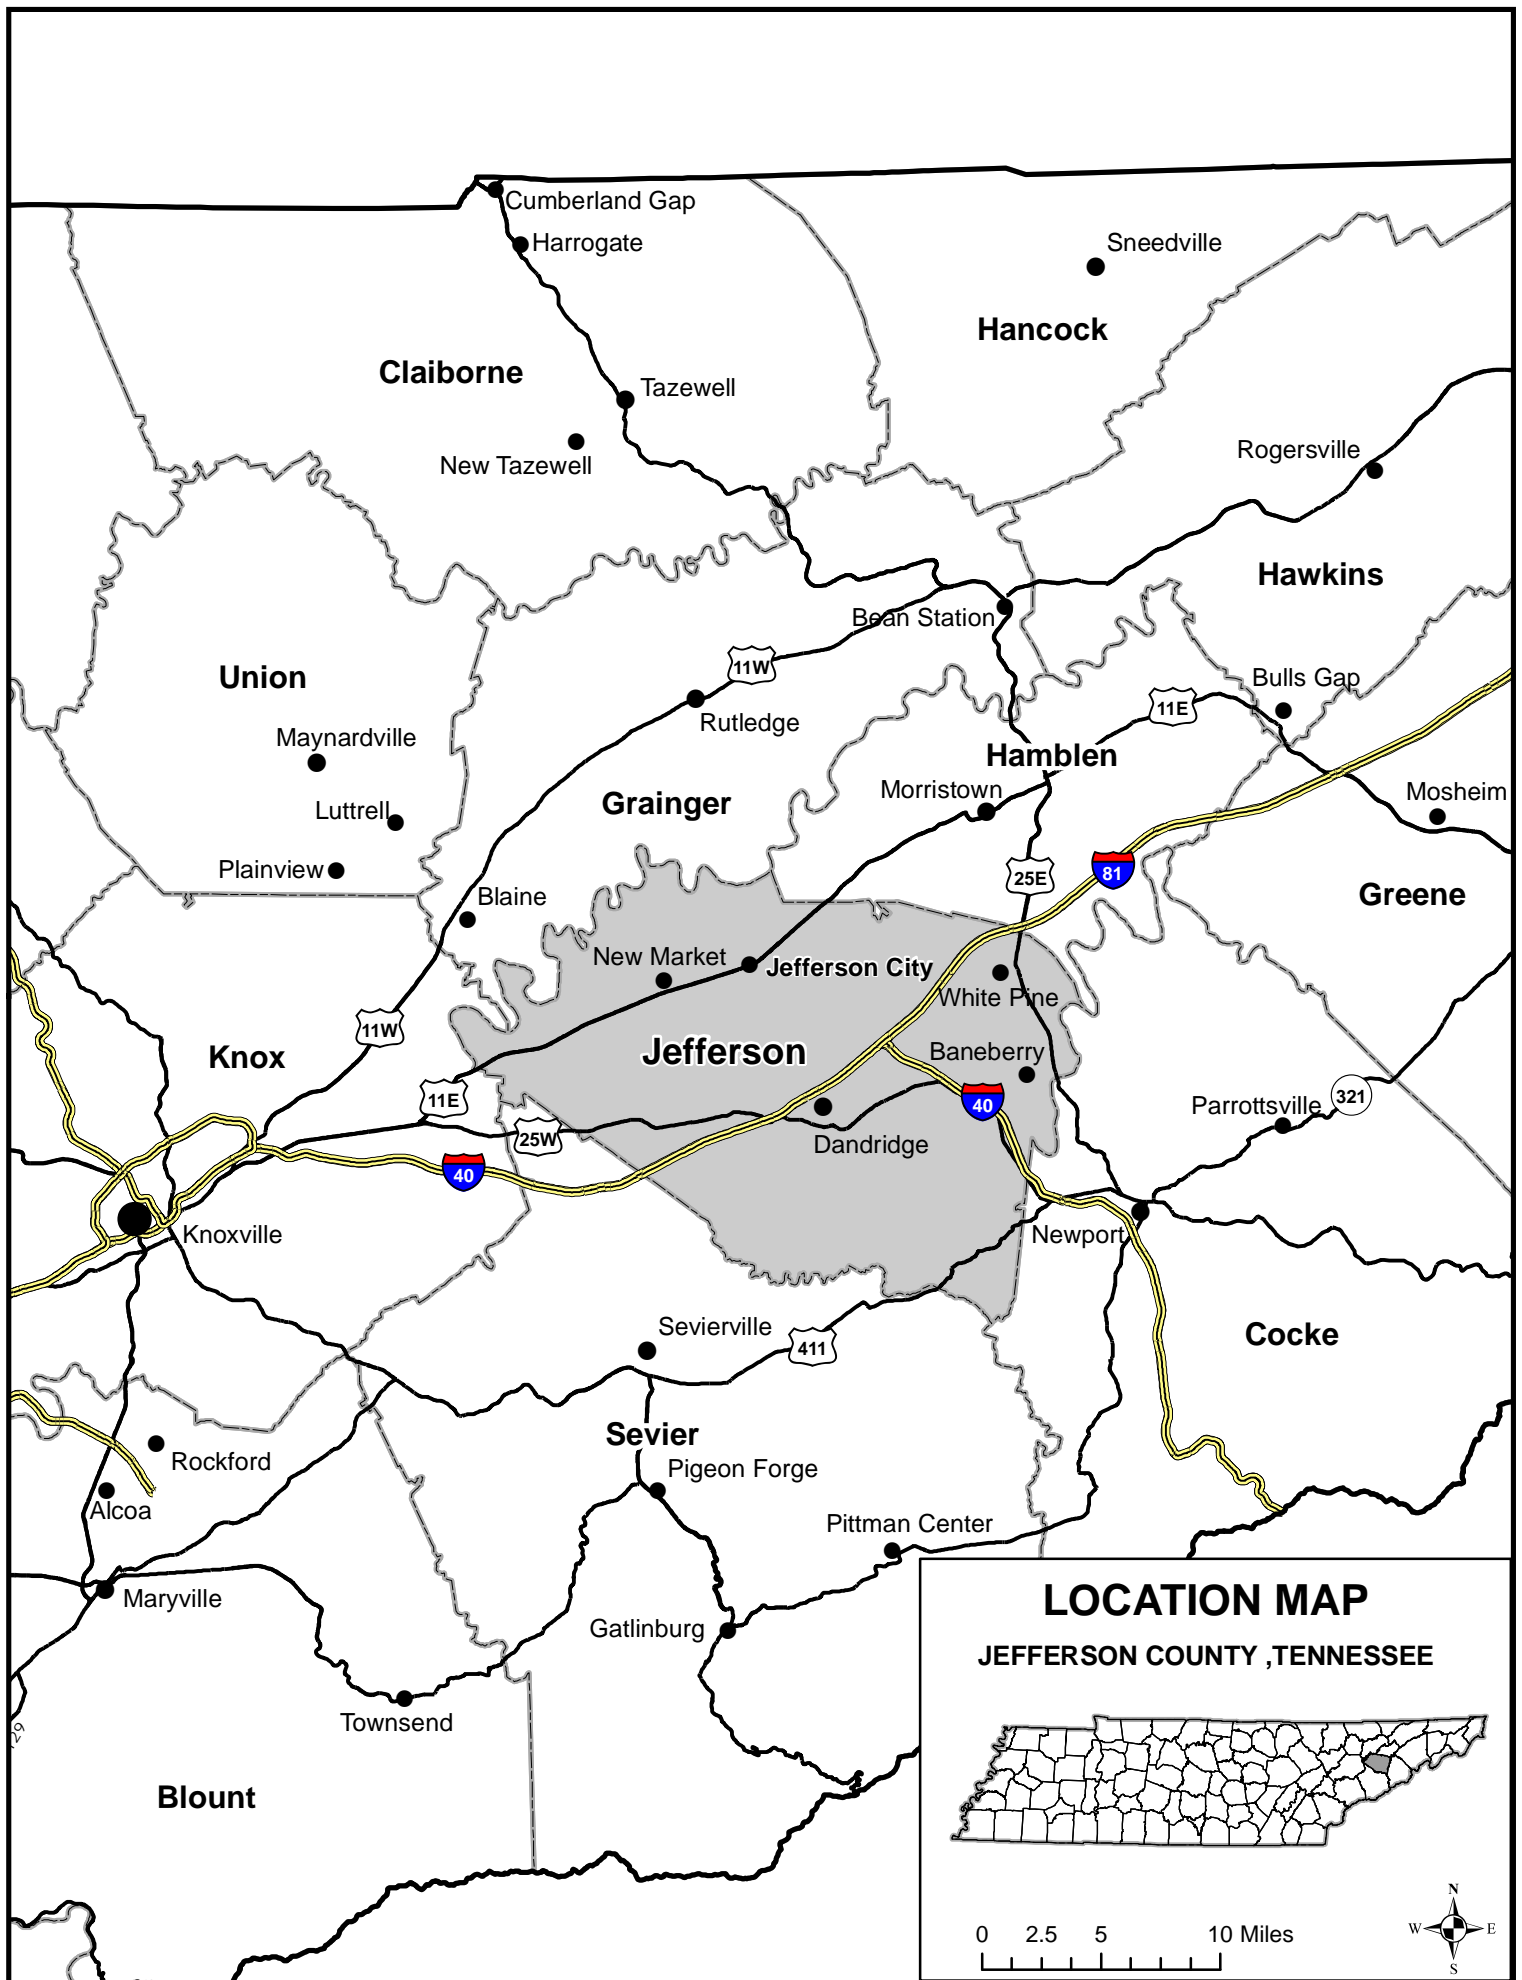 Cumberland Gap
Harrogate
Sneedville
Hancock
Claiborne
Tazewell
New Tazewell
Rogersville
Hawkins
Bean Station
11W
Union
Bulls Gap
11E
Rutledge
Maynardville
Hamblen
Morristown
Grainger
Mosheim
Luttrell
Plainview
81
25E
Blaine
Greene
New Market
Jefferson City
White Pine
11W
Knox
Jefferson
Baneberry
11E
40
321
Parrottsville
25W
Dandridge
40
Knoxville
Newport
Sevierville
411
Cocke
Sevier
Rockford
Pigeon Forge
Alcoa
Pittman Center
Maryville
Gatlinburg
Townsend
129
Blount
LOCATION MAP
JEFFERSON COUNTY ,TENNESSEE
0 2.5 5 10 Miles
N
W E
S